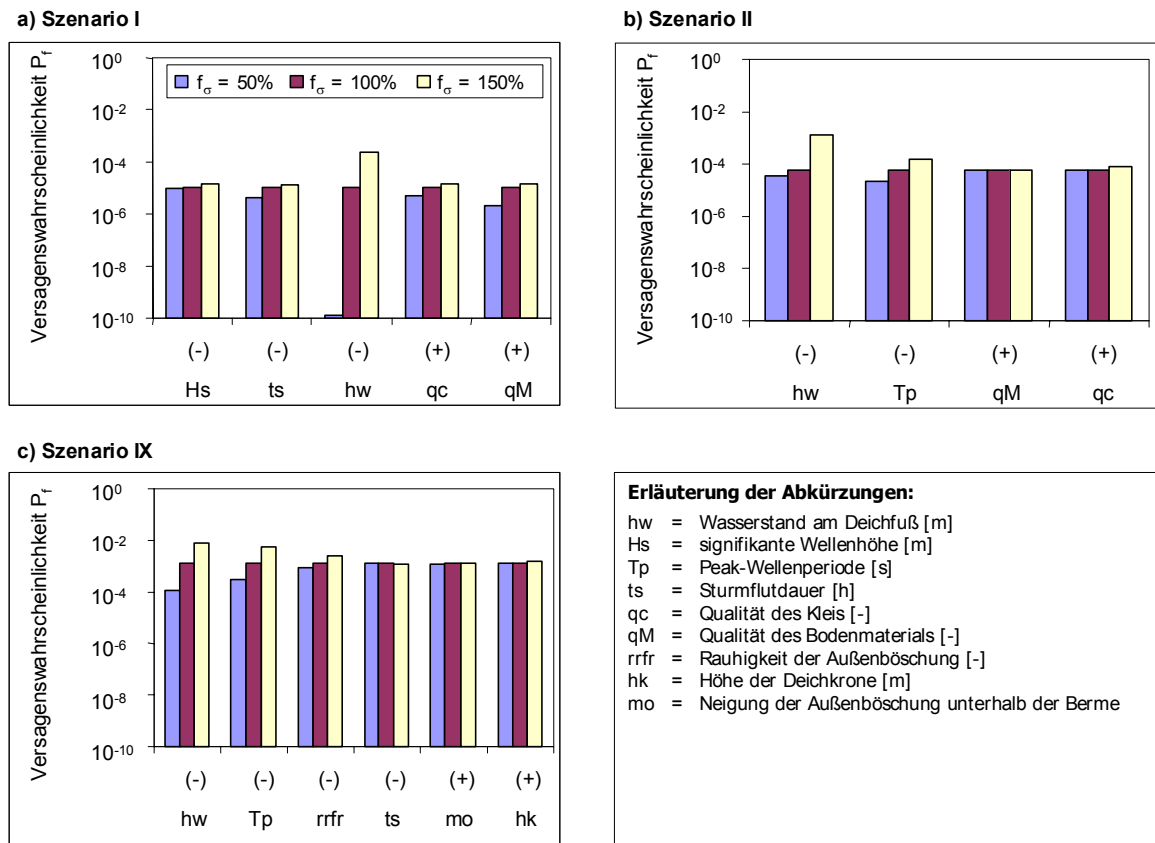 a) Szenario I
Versagenswahrscheinlichkeit P_f
10^0
10^-2
10^-4
10^-6
10^-8
10^-10
f_σ = 50% f_σ = 100% f_σ = 150%
(-) (-) (-) (+) (+)
Hs ts hw qc qM
b) Szenario II
Versagenswahrscheinlichkeit P_f
10^0
10^-2
10^-4
10^-6
10^-8
10^-10
(-) (-) (+) (+)
hw Tp qM qc
c) Szenario IX
Versagenswahrscheinlichkeit P_f
10^0
10^-2
10^-4
10^-6
10^-8
10^-10
(-) (-) (-) (-) (+) (+)
hw Tp rrfr ts mo hk
Erläuterung der Abkürzungen:
hw = Wasserstand am Deichfuß [m]
Hs = signifikante Wellenhöhe [m]
Tp = Peak-Wellenperiode [s]
ts = Sturmflutdauer [h]
qc = Qualität des Kleis [-]
qM = Qualität des Bodenmaterials [-]
rrfr = Rauhigkeit der Außenböschung [-]
hk = Höhe der Deichkrone [m]
mo = Neigung der Außenböschung unterhalb der Berme